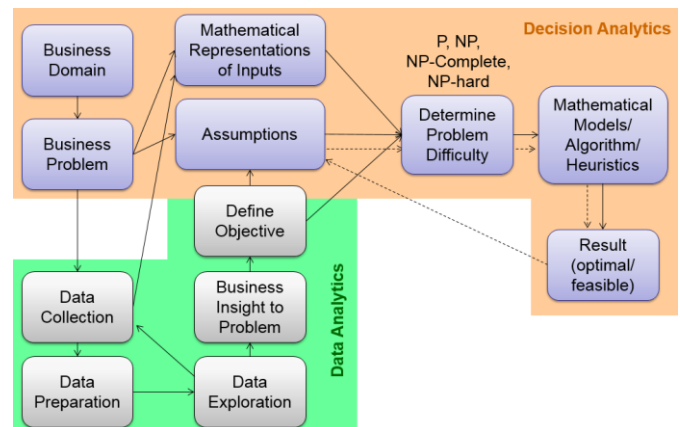 Business
Domain
Mathematical
Representations
of Inputs
P, NP,
NP-Complete,
NP-hard
Decision Analytics
Business
Problem
Assumptions
Determine
Problem
Difficulty
Mathematical
Models/
Algorithm/
Heuristics
Define
Objective
Result
(optimal/
feasible)
Data
Collection
Business
Insight to
Problem
Data Analytics
Data
Preparation
Data
Exploration